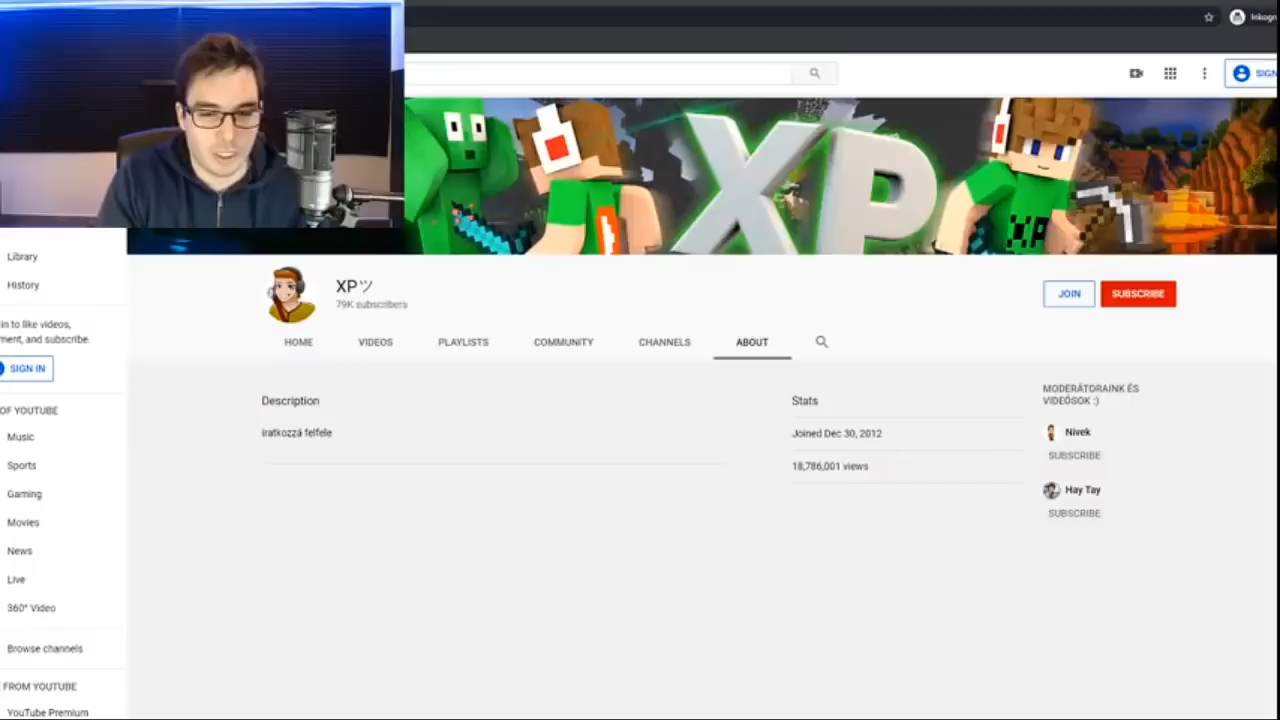 Inkogn
SIGN
XP
XP
Library
History
in to like videos,
ment, and subscribe.
SIGN IN
OF YOUTUBE
Music
Sports
Gaming
Movies
News
Live
360° Video
Browse channels
FROM YOUTUBE
YouTube Premium
XPツ
79K subscribers
JOIN
SUBSCRIBE
HOME
VIDEOS
PLAYLISTS
COMMUNITY
CHANNELS
ABOUT
Description
iratkozzá felfele
Stats
Joined Dec 30, 2012
18,786,001 views
MODERÁTORAINK ÉS
VIDEÓSOK :)
Nivek
SUBSCRIBE
Hay Tay
SUBSCRIBE